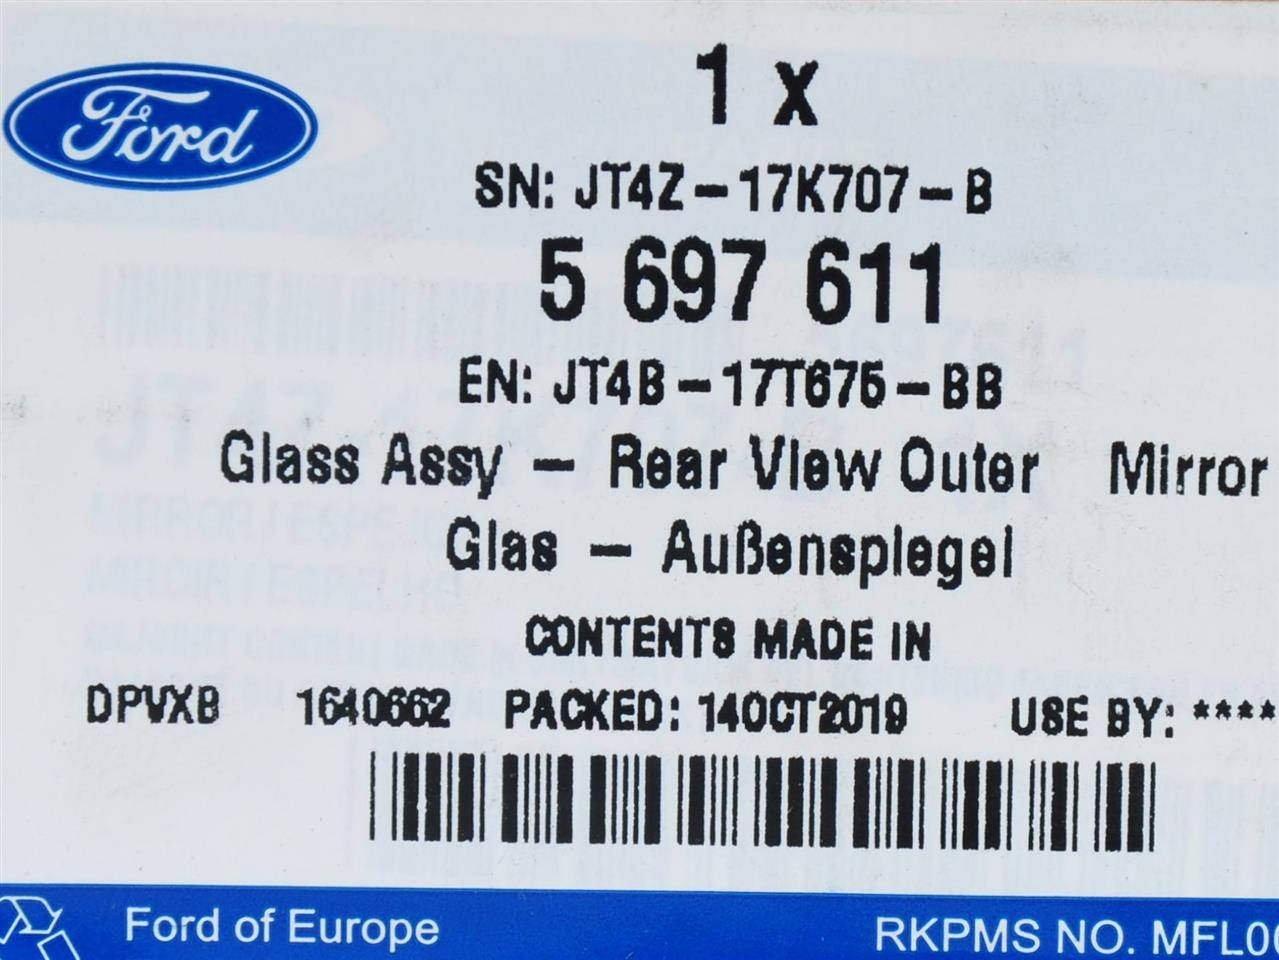 Ford
1 x
SN: JT4Z-17K707-B
5 697 611
EN: JT4B-17T675-BB
Glass Assy - Rear View Outer Mirror
Glas - Außenspiegel
CONTENTS MADE IN
DPVXB 1640662 PACKED: 14OCT2019 USE BY: ****
Ford of Europe RKPMS NO. MFL00